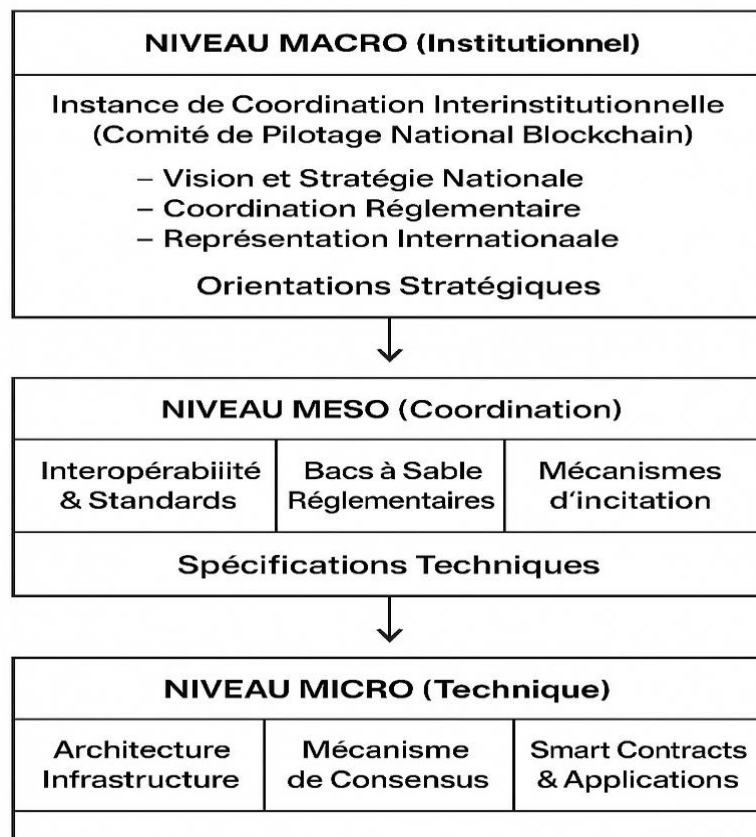 NIVEAU MACRO (Institutionnel)
Instance de Coordination Interinstitutionnelle
(Comité de Pilotage National Blockchain)
– Vision et Stratégie Nationale
– Coordination Réglementaire
– Représentation Internationaale
Orientations Stratégiques
NIVEAU MESO (Coordination)
Interopérabiiité
& Standards
Bacs à Sable
Réglementaires
Mécanismes
d'incitation
Spécifications Techniques
NIVEAU MICRO (Technique)
Architecture
Infrastructure
Mécanisme
de Consensus
Smart Contracts
& Applications